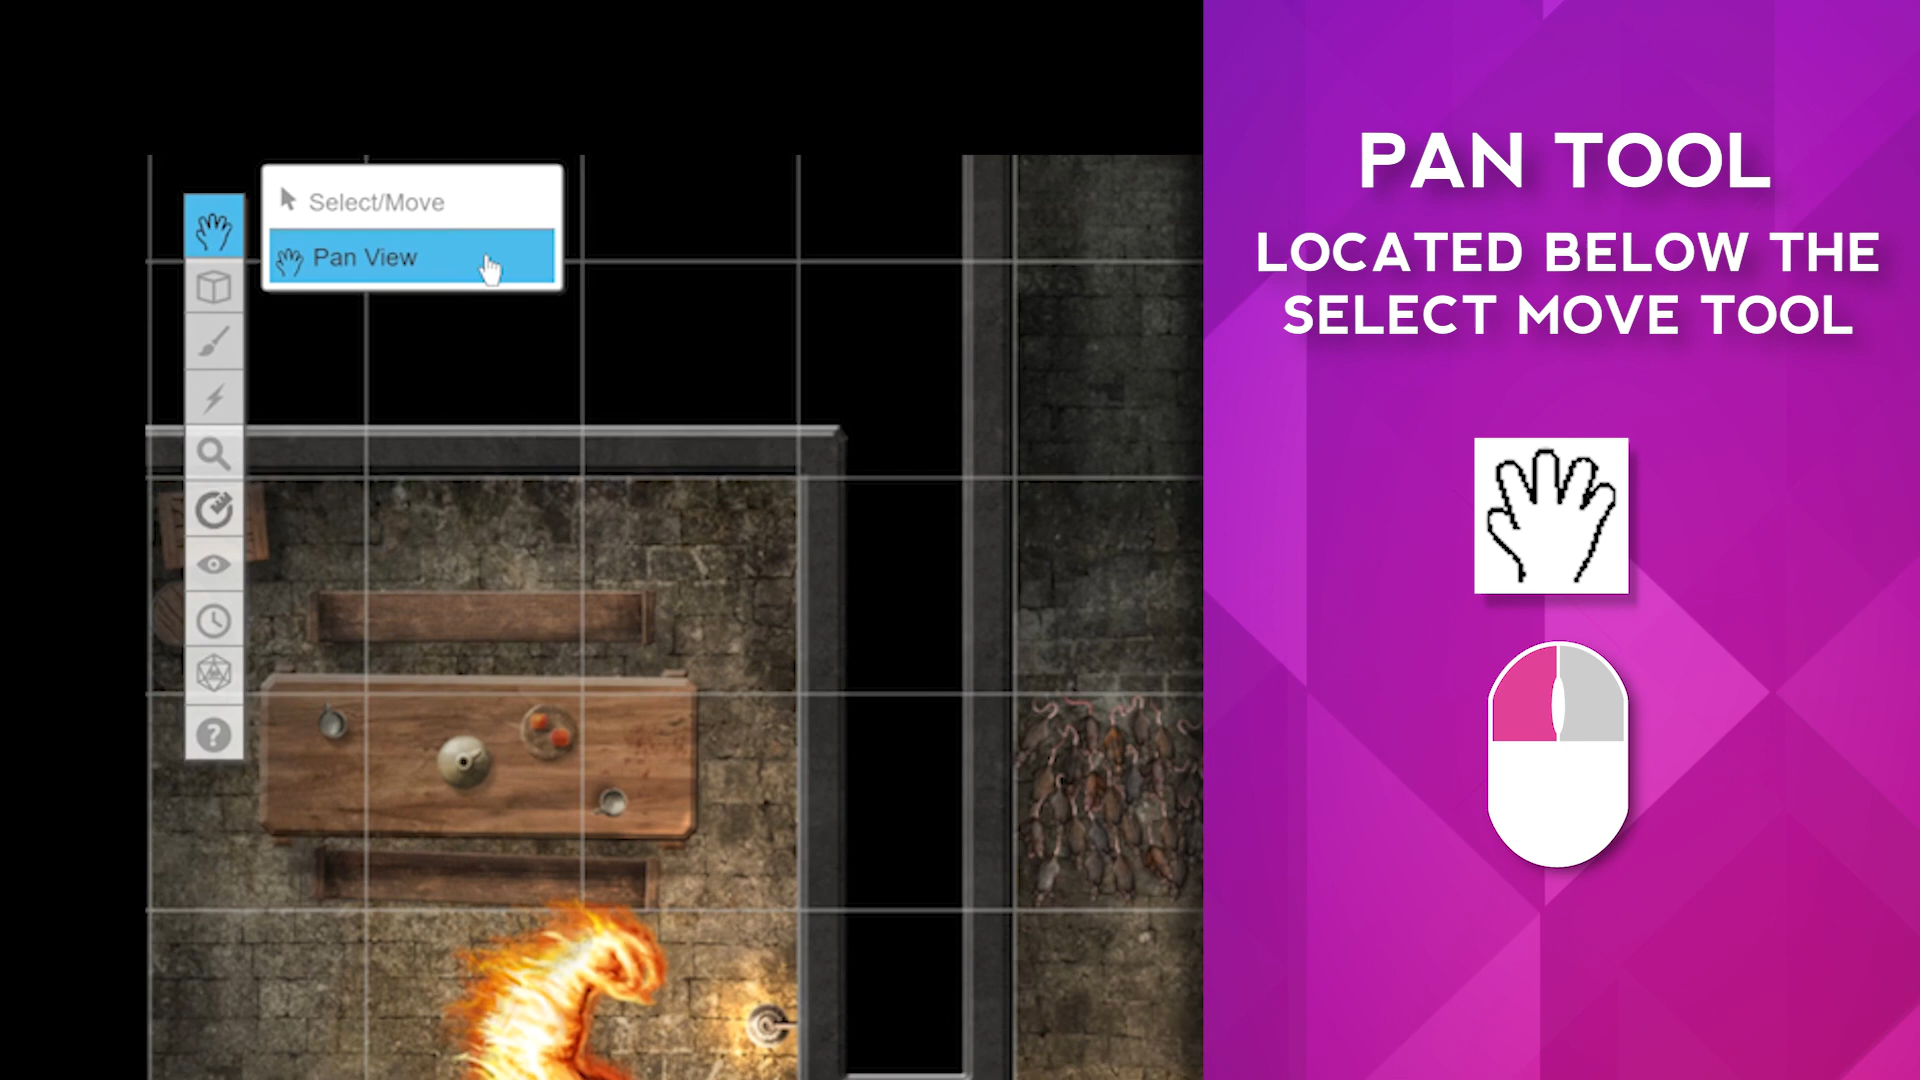 Select/Move
Pan View
?
PAN TOOL
LOCATED BELOW THE
SELECT MOVE TOOL